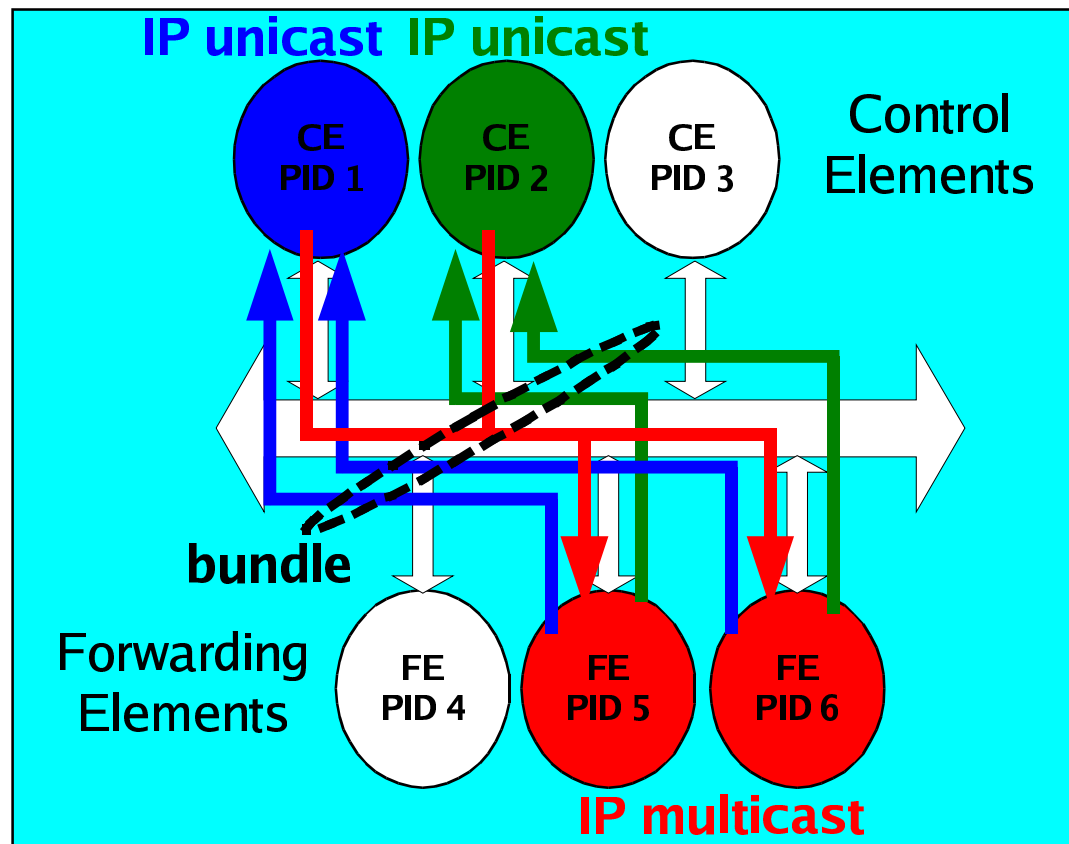 IP unicast IP unicast
CE
PID 1
CE
PID 2
CE
PID 3
Control
Elements
bundle
Forwarding
Elements
FE
PID 4
FE
PID 5
FE
PID 6
IP multicast